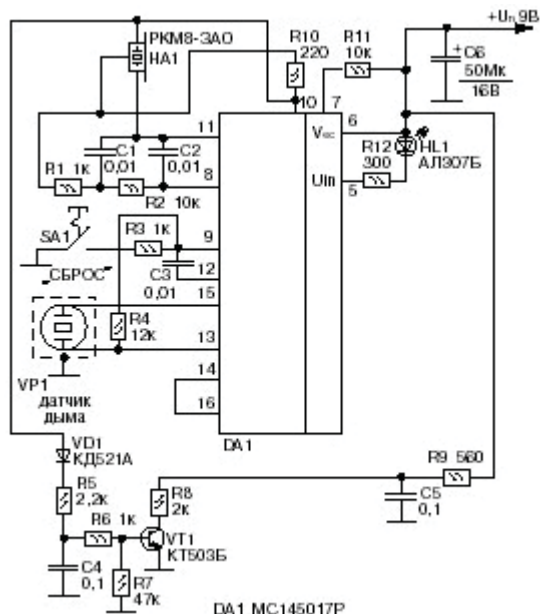 РКМ8-3А0
НА1
R10
220
R11
10к
+Uп 9В
+C6
50Мк
16В
10 7
11
6
Vcc
HL1
АЛ307Б
R12
300
Uin
5
C1
0,01
C2
0,01
R1 1к
8
R2 10к
SA1
R3 1к
9
„СБРОС“
C3
0,01
12
15
R4
12к
13
VP1
датчик
дыма
14
16
DA1
VD1
КД521А
R5
2,2к
R8
2к
R9 560
R6 1к
VT1
КТ503Б
C5
0,1
C4
0,1
R7
47к
DA1 МС145017Р